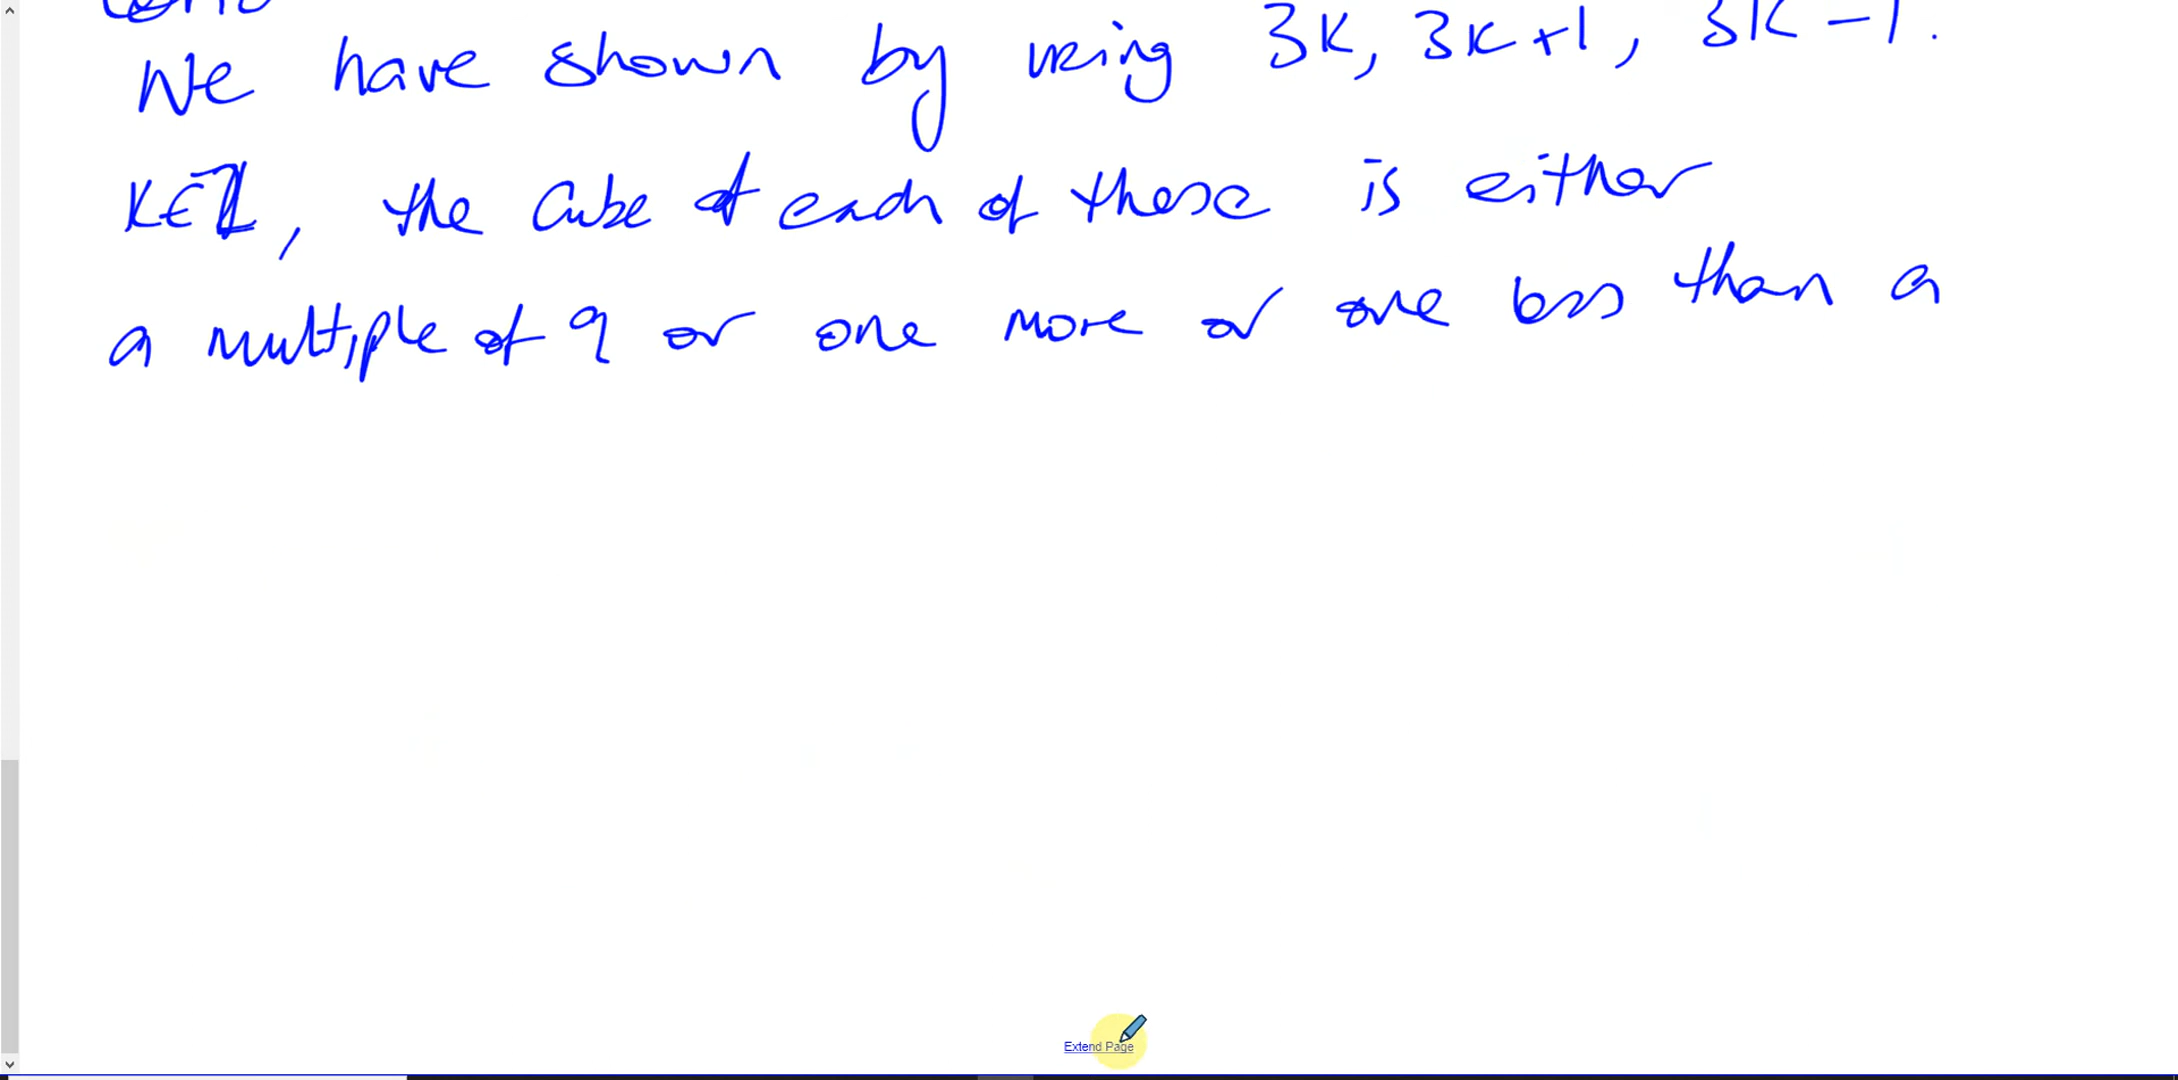 We have shown by using 3K, 3K+1, 3K-1.
K∈ℤ, the cube of each of these is either
a multiple of 9 or one more or one less than a
Extend Page